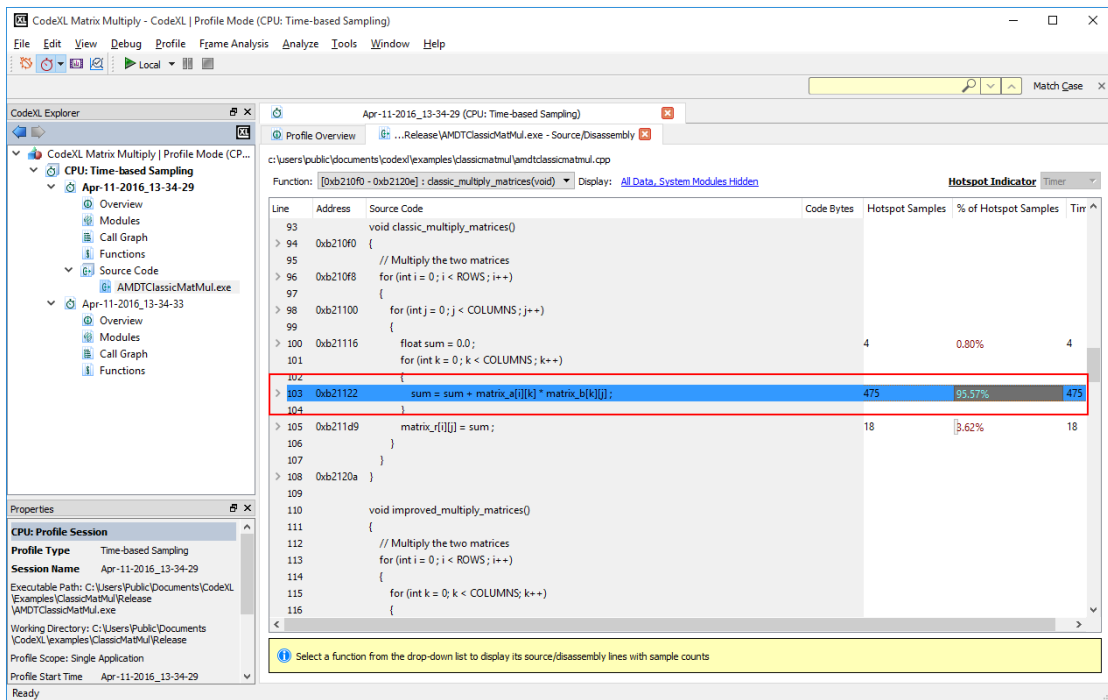 CodeXL Matrix Multiply - CodeXL | Profile Mode (CPU: Time-based Sampling)
File Edit View Debug Profile Frame Analysis Analyze Tools Window Help
Local
Match Case
CodeXL Explorer
CodeXL Matrix Multiply | Profile Mode (CP...
CPU: Time-based Sampling
Apr-11-2016_13-34-29
Overview
Modules
Call Graph
Functions
Source Code
AMDTClassicMatMul.exe
Apr-11-2016_13-34-33
Overview
Modules
Call Graph
Functions
Properties
CPU: Profile Session
Profile Type Time-based Sampling
Session Name Apr-11-2016_13-34-29
Executable Path: C:\Users\Public\Documents\CodeXL
\Examples\ClassicMatMul\Release
\AMDTClassicMatMul.exe
Working Directory: C:\Users\Public\Documents
\CodeXL\examples\ClassicMatMul\Release
Profile Scope: Single Application
Profile Start Time Apr-11-2016_13-34-29
Apr-11-2016_13-34-29 (CPU: Time-based Sampling)
Profile Overview ...Release\AMDTClassicMatMul.exe - Source/Disassembly
c:\users\public\documents\codexl\examples\classicmatmul\amdtclassicmatmul.cpp
Function: [0xb210f0 - 0xb2120e] : classic_multiply_matrices(void) Display: All Data, System Modules Hidden Hotspot Indicator Timer
Line Address Source Code Code Bytes Hotspot Samples % of Hotspot Samples Tim
93 void classic_multiply_matrices()
94 0xb210f0 {
95 // Multiply the two matrices
96 0xb210f8 for (int i = 0 ; i < ROWS ; i++)
97 {
98 0xb21100 for (int j = 0 ; j < COLUMNS ; j++)
99 {
100 0xb21116 float sum = 0.0 ; 4 0.80% 4
101 for (int k = 0 ; k < COLUMNS ; k++)
102 {
103 0xb21122 sum = sum + matrix_a[i][k] * matrix_b[k][j] ; 475 95.57% 475
104 }
105 0xb211d9 matrix_r[i][j] = sum ; 18 3.62% 18
106 }
107 }
108 0xb2120a }
109
110 void improved_multiply_matrices()
111 {
112 // Multiply the two matrices
113 for (int i = 0 ; i < ROWS ; i++)
114 {
115 for (int k = 0; k < COLUMNS; k++)
116 {
Select a function from the drop-down list to display its source/disassembly lines with sample counts
Ready